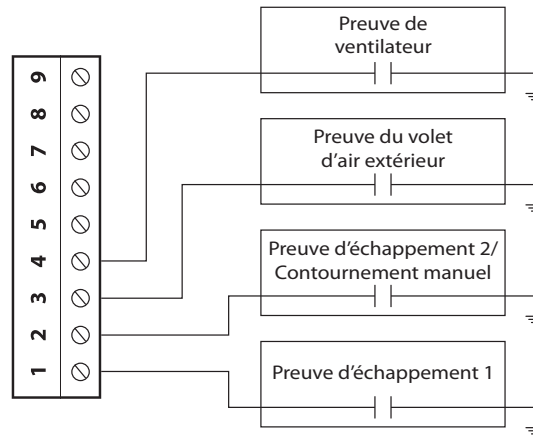 Preuve de
ventilateur
9
8
7
6
5
4
3
2
1
Preuve du volet
d'air extérieur
Preuve d'échappement 2/
Contournement manuel
Preuve d'échappement 1